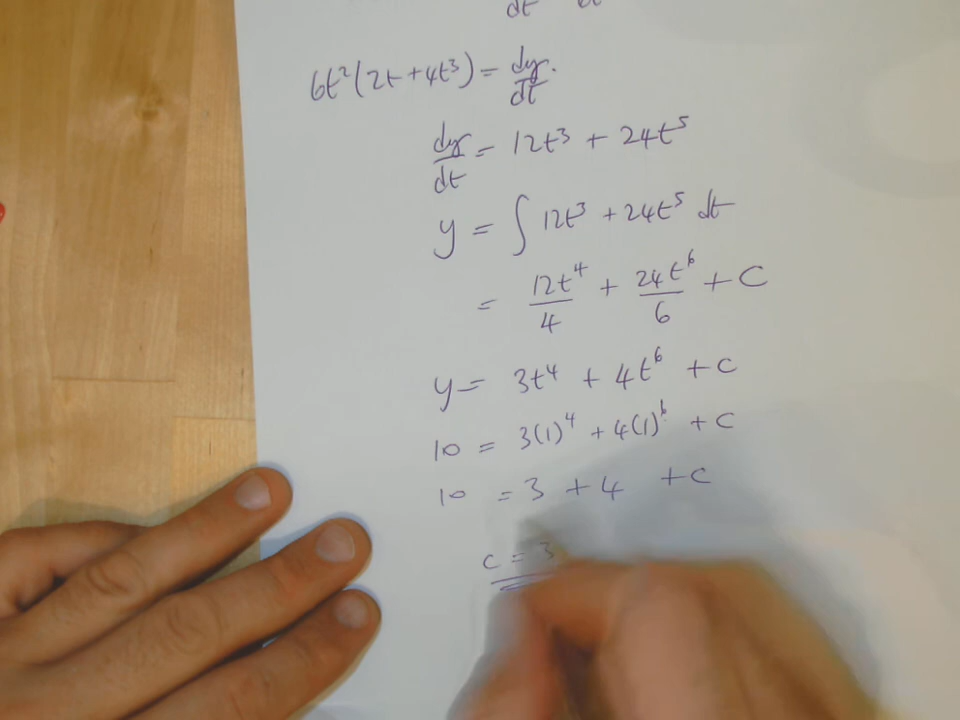 dt
6t²(2t + 4t³) = dy/dt.
dy/dt = 12t³ + 24t⁵
y = ∫ 12t³ + 24t⁵ dt
= 12t⁴/4 + 24t⁶/6 + C
y = 3t⁴ + 4t⁶ + C
10 = 3(1)⁴ + 4(1)⁶ + C
10 = 3 + 4 + C
c = 3